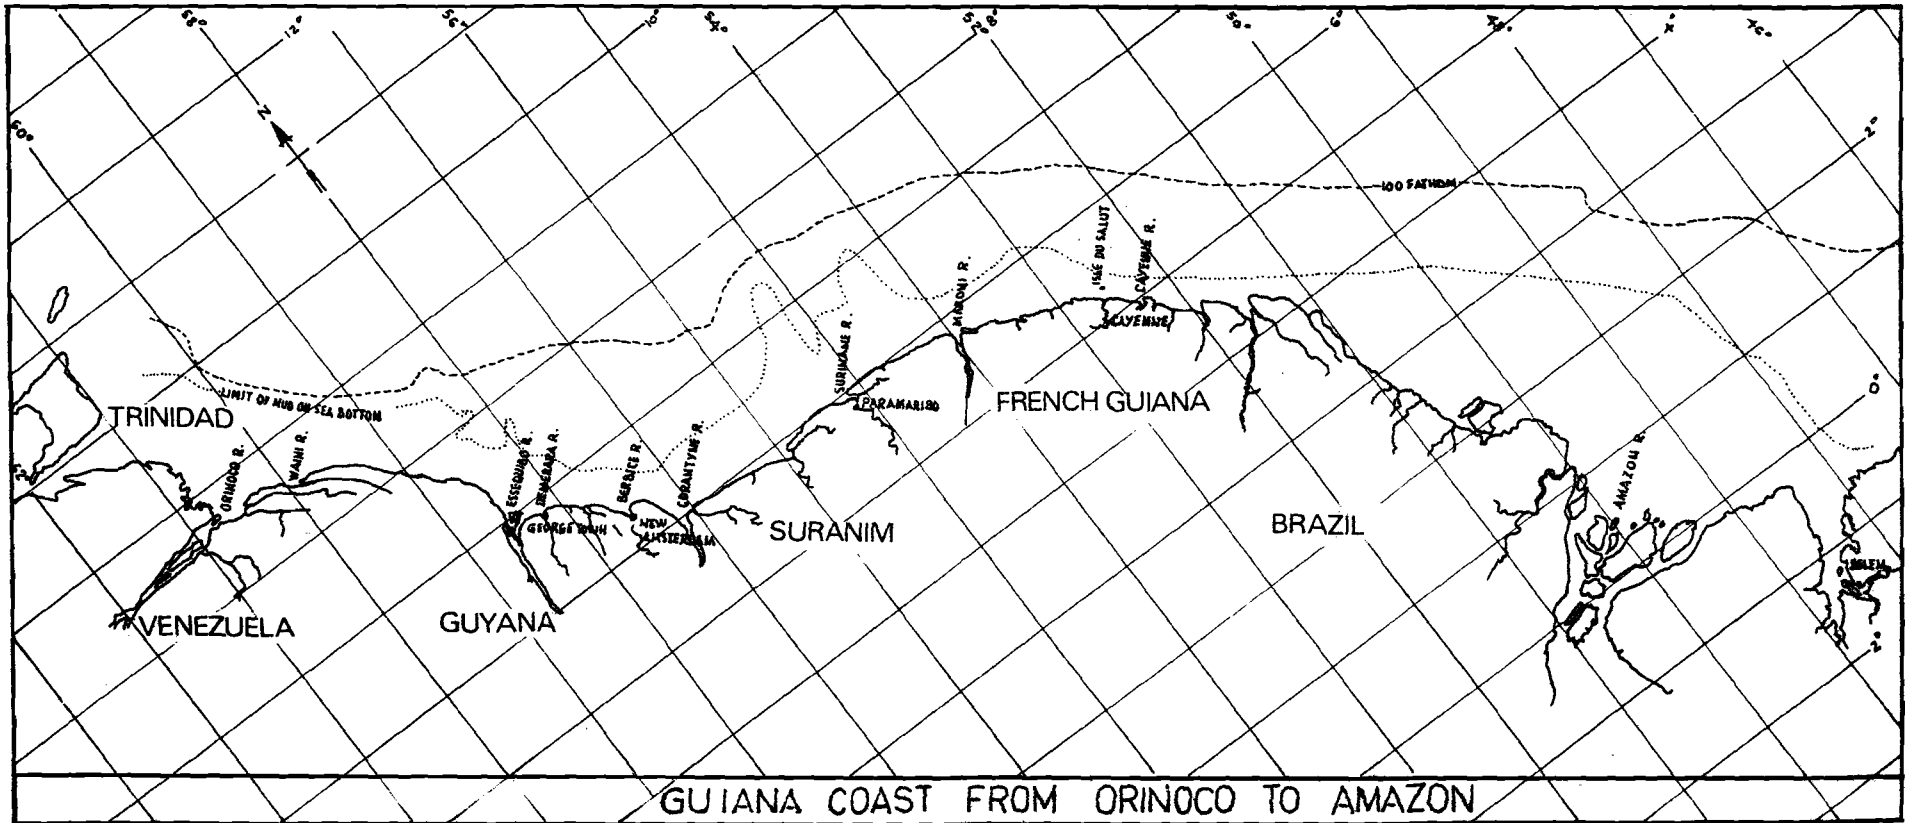 58°
12°
56°
10°
54°
52°
8°
50°
6°
48°
4°
46°
60°
N
2°
100 FATHOM
ISLE DU SALUT
CAYENNE R.
MARONI R.
CAYENNE
SURINAME R.
PARAMARIBO
FRENCH GUIANA
0°
LIMIT OF MUD ON SEA BOTTOM
TRINIDAD
ORINOCO R.
WAINI R.
ESSEQUIBO R.
DEMERARA R.
BERBICE R.
CORANTYNE R.
GEORGE TOWN
NEW
AMSTERDAM
SURANIM
BRAZIL
AMAZON R.
VENEZUELA
GUYANA
2°
GUIANA COAST FROM ORINOCO TO AMAZON